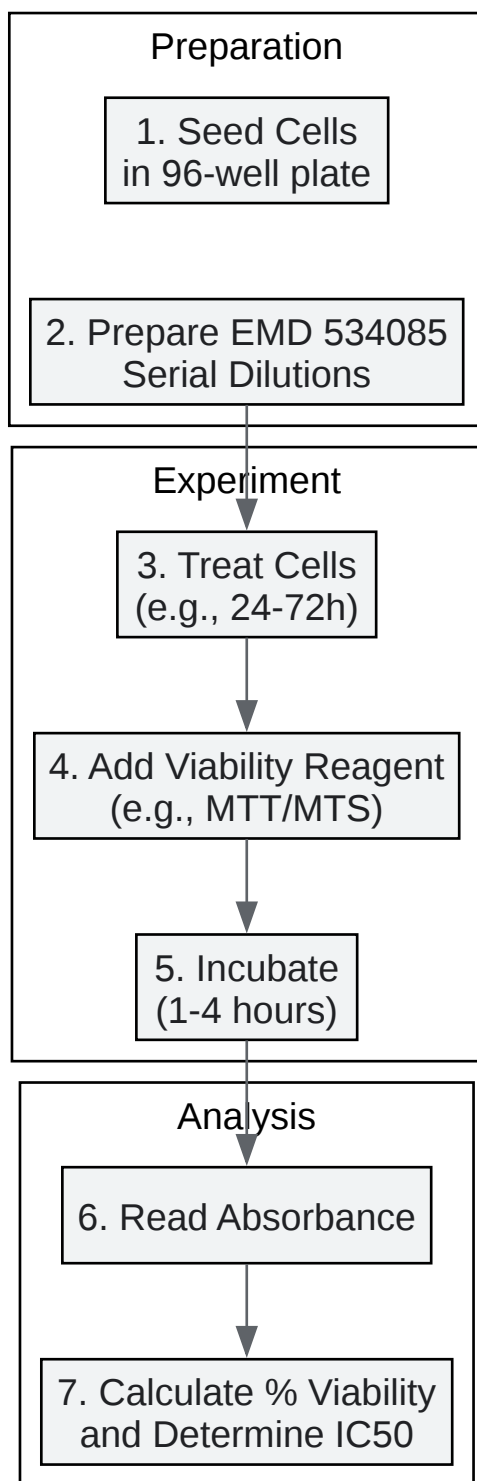 Preparation
1. Seed Cells
in 96-well plate
2. Prepare EMD 534085
Serial Dilutions
Experiment
3. Treat Cells
(e.g., 24-72h)
4. Add Viability Reagent
(e.g., MTT/MTS)
5. Incubate
(1-4 hours)
Analysis
6. Read Absorbance
7. Calculate % Viability
and Determine IC50